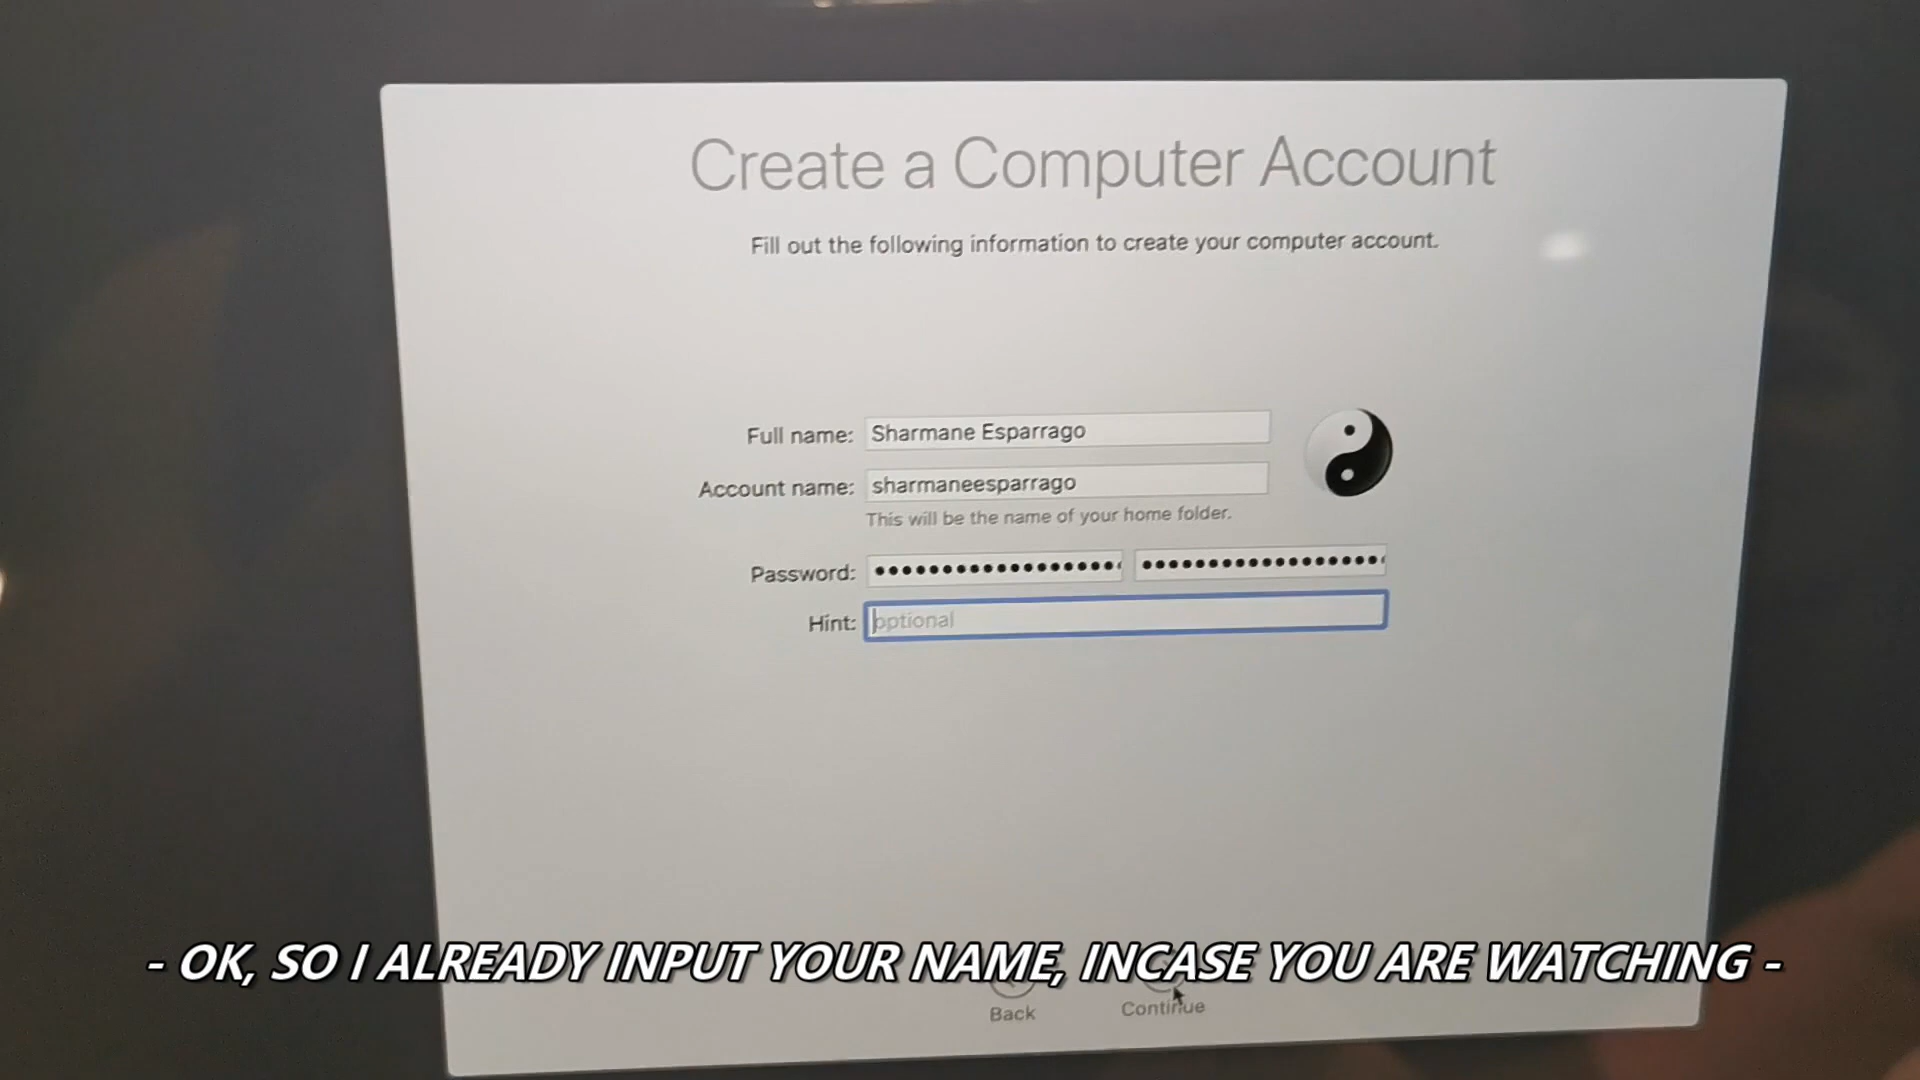 Create a Computer Account
Fill out the following information to create your computer account.
Full name: Sharmane Esparrago
Account name: sharmaneesparrago
This will be the name of your home folder.
Password: ••••••••••••••••••• •••••••••••••••••••
Hint: optional
- OK, SO I ALREADY INPUT YOUR NAME, INCASE YOU ARE WATCHING -
Back Continue